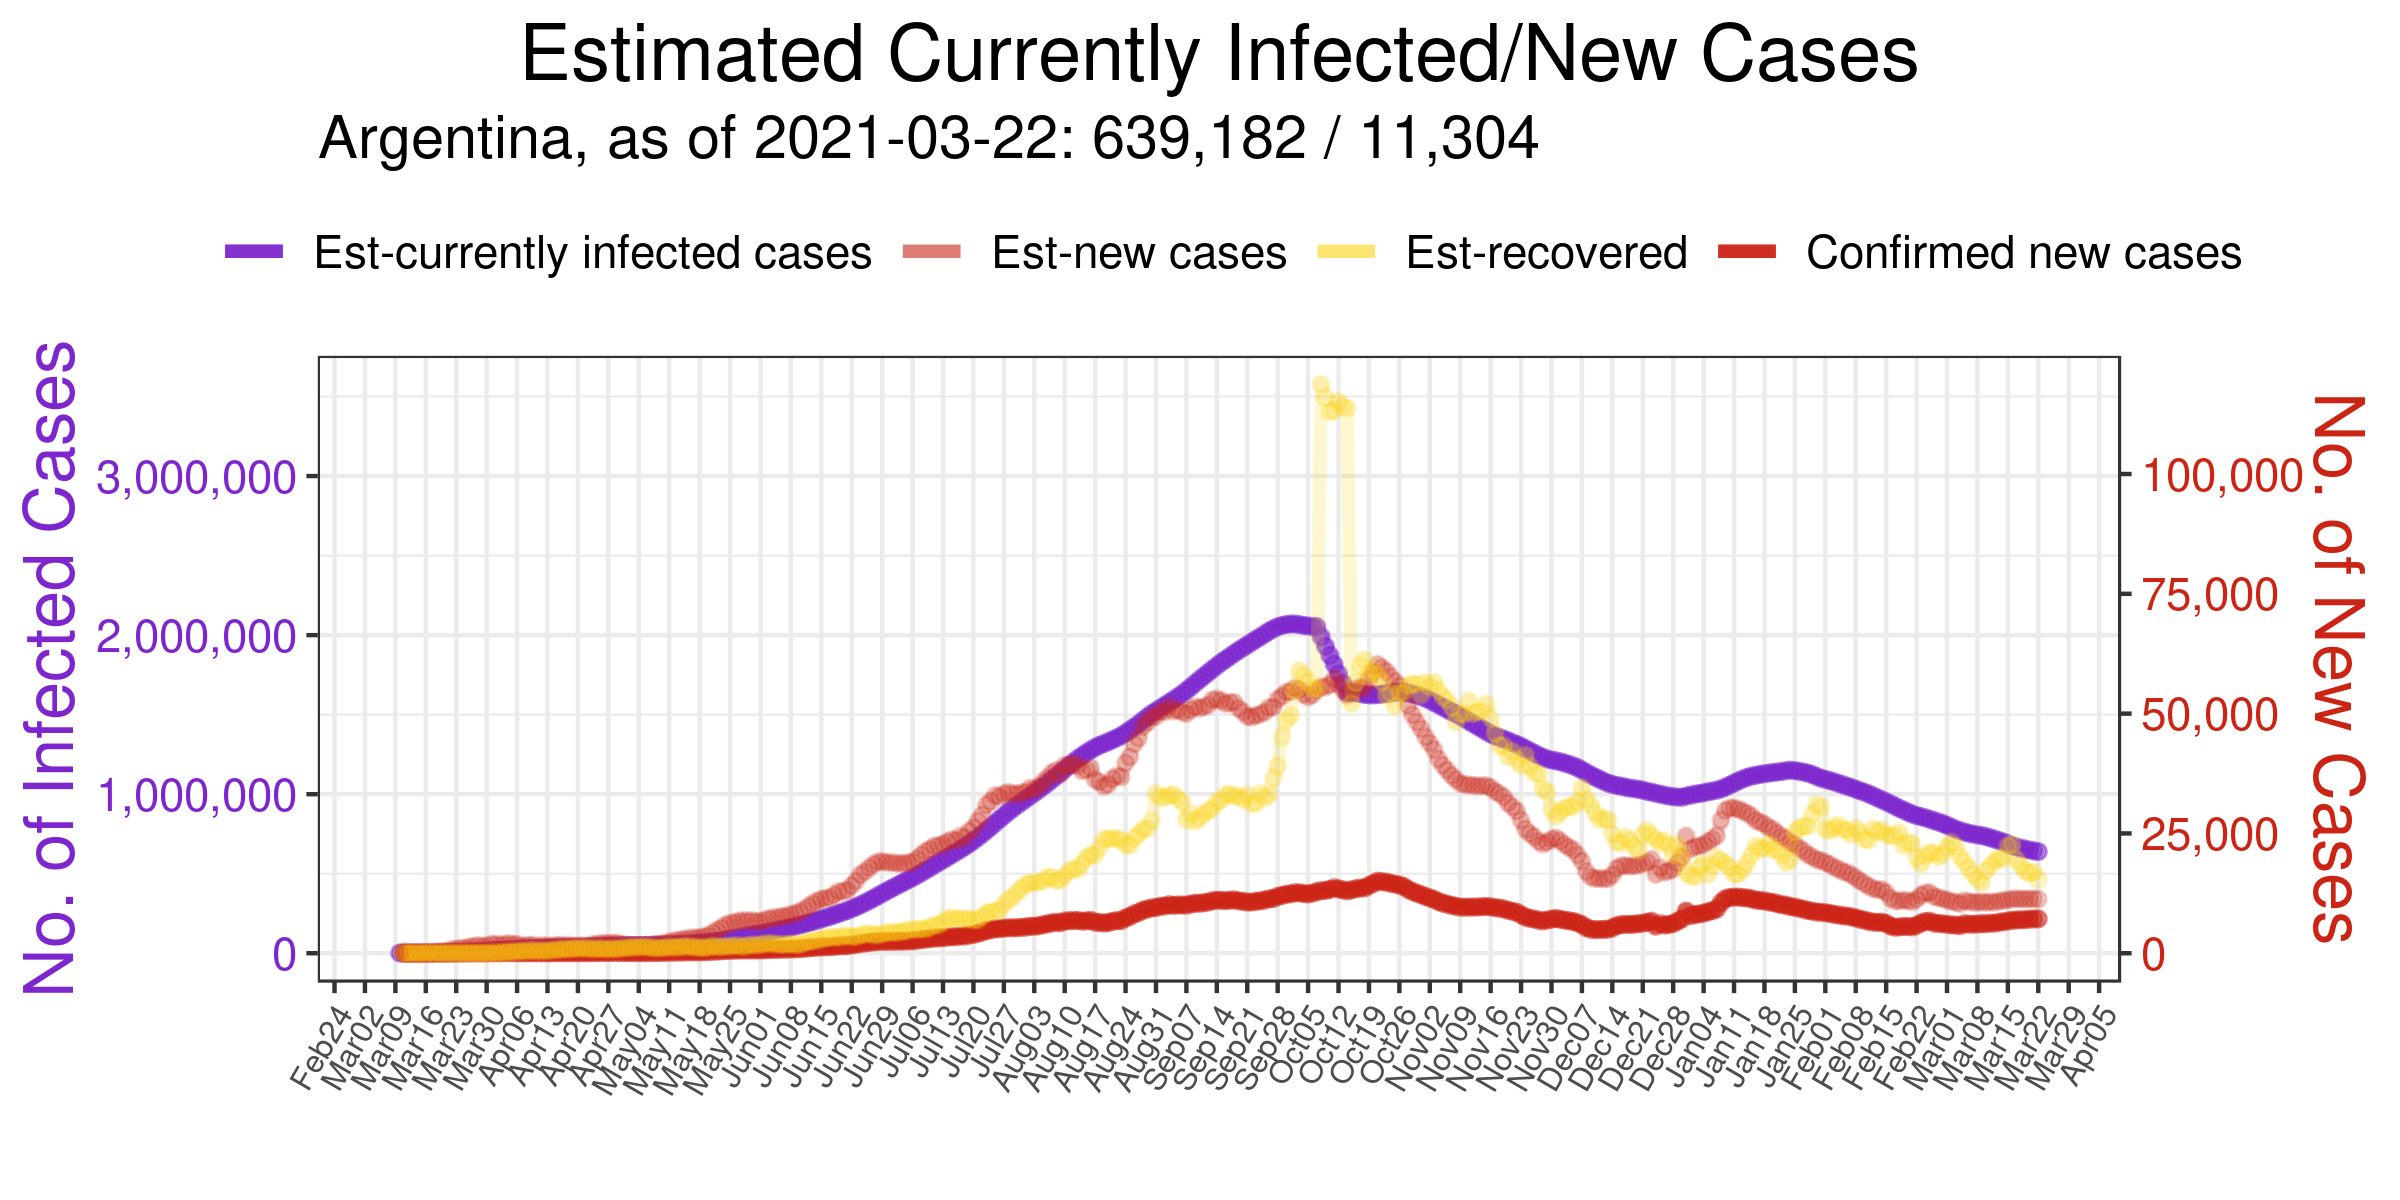 Estimated Currently Infected/New Cases
Argentina, as of 2021-03-22: 639,182 / 11,304
Est-currently infected cases Est-new cases Est-recovered Confirmed new cases
No. of Infected Cases
3,000,000
2,000,000
1,000,000
0
100,000
75,000
50,000
25,000
0
No. of New Cases
Feb24 Mar02 Mar09 Mar16 Mar23 Mar30 Apr06 Apr13 Apr20 Apr27 May04 May11 May18 May25 Jun01 Jun08 Jun15 Jun22 Jun29 Jul06 Jul13 Jul20 Jul27 Aug03 Aug10 Aug17 Aug24 Aug31 Sep07 Sep14 Sep21 Sep28 Oct05 Oct12 Oct19 Oct26 Nov02 Nov09 Nov16 Nov23 Nov30 Dec07 Dec14 Dec21 Dec28 Jan04 Jan11 Jan18 Jan25 Feb01 Feb08 Feb15 Feb22 Mar01 Mar08 Mar15 Mar22 Mar29 Apr05